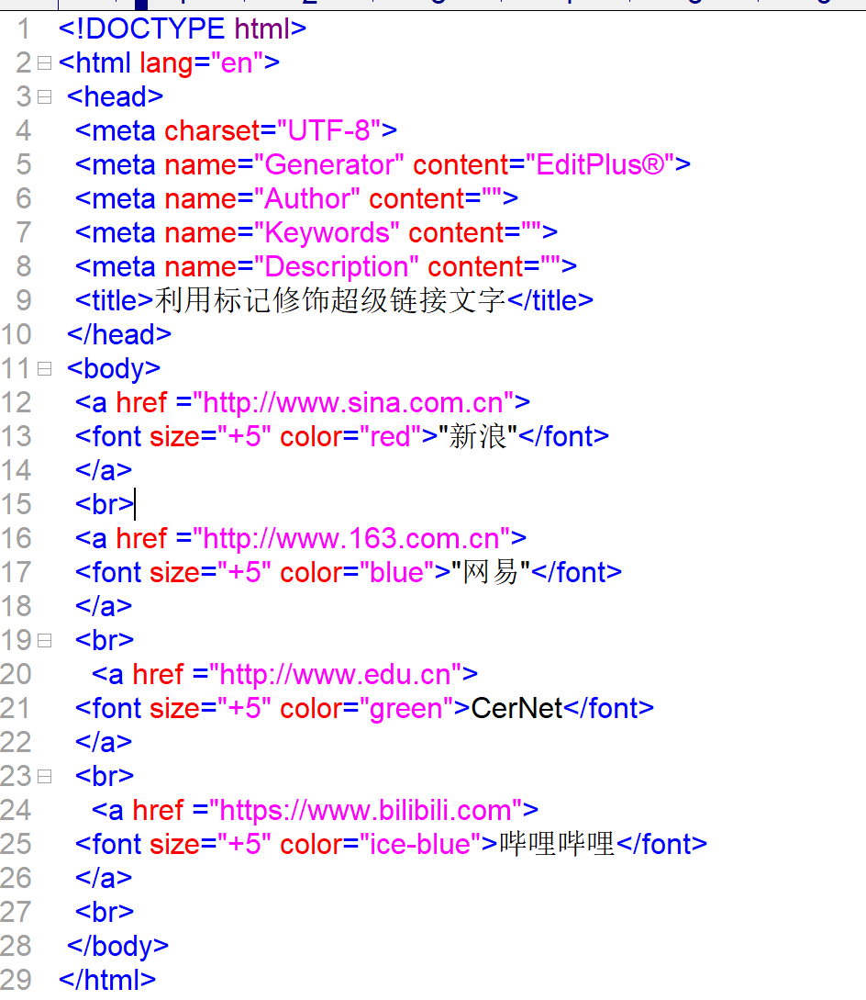 1 <!DOCTYPE html>
2 <html lang="en">
3 <head>
4 <meta charset="UTF-8">
5 <meta name="Generator" content="EditPlus®">
6 <meta name="Author" content="">
7 <meta name="Keywords" content="">
8 <meta name="Description" content="">
9 <title>利用标记修饰超级链接文字</title>
10 </head>
11 <body>
12 <a href ="http://www.sina.com.cn">
13 <font size="+5" color="red">"新浪"</font>
14 </a>
15 <br>
16 <a href ="http://www.163.com.cn">
17 <font size="+5" color="blue">"网易"</font>
18 </a>
19 <br>
20 <a href ="http://www.edu.cn">
21 <font size="+5" color="green">CerNet</font>
22 </a>
23 <br>
24 <a href ="https://www.bilibili.com">
25 <font size="+5" color="ice-blue">哔哩哔哩</font>
26 </a>
27 <br>
28 </body>
29 </html>